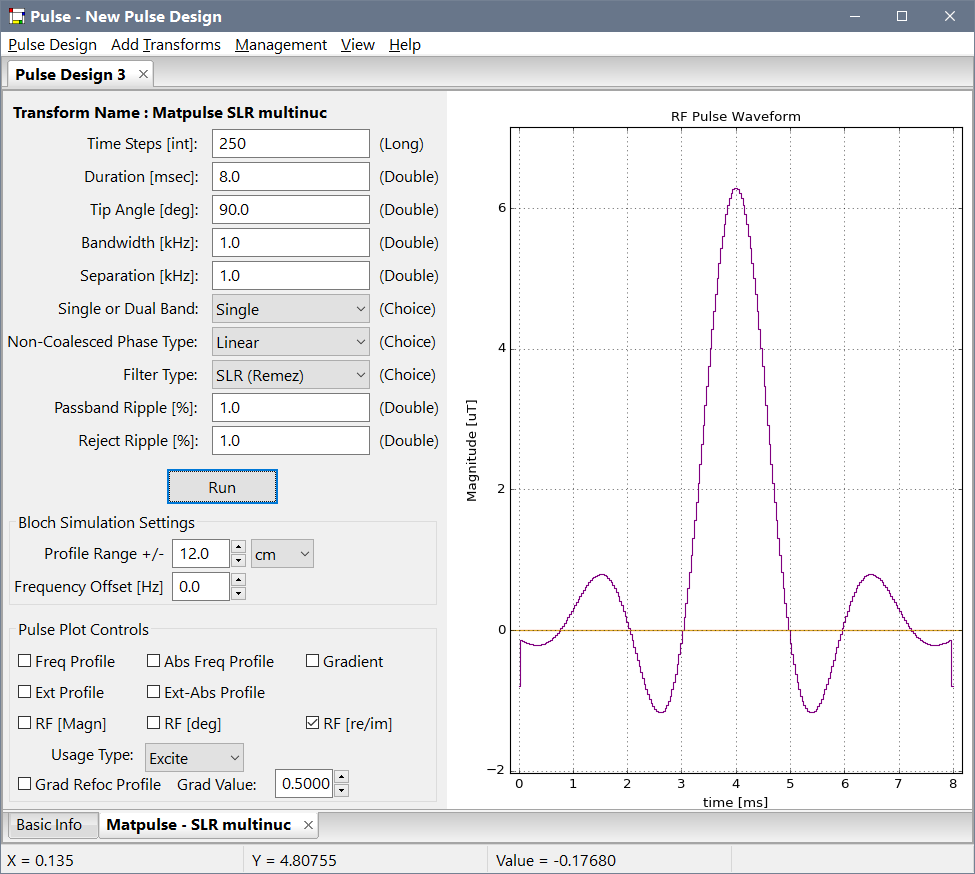 Pulse - New Pulse Design
Pulse Design Add Transforms Management View Help
Pulse Design 3
Transform Name : Matpulse SLR multinuc
Time Steps [int]: 250 (Long)
Duration [msec]: 8.0 (Double)
Tip Angle [deg]: 90.0 (Double)
Bandwidth [kHz]: 1.0 (Double)
Separation [kHz]: 1.0 (Double)
Single or Dual Band: Single (Choice)
Non-Coalesced Phase Type: Linear (Choice)
Filter Type: SLR (Remez) (Choice)
Passband Ripple [%]: 1.0 (Double)
Reject Ripple [%]: 1.0 (Double)
Run
Bloch Simulation Settings
Profile Range +/- 12.0 cm
Frequency Offset [Hz] 0.0
Pulse Plot Controls
Freq Profile Abs Freq Profile Gradient
Ext Profile Ext-Abs Profile
RF [Magn] RF [deg] RF [re/im]
Usage Type: Excite
Grad Refoc Profile Grad Value: 0.5000
RF Pulse Waveform
Magnitude [uT]
6
4
2
0
−2
0 1 2 3 4 5 6 7 8
time [ms]
Basic Info Matpulse - SLR multinuc
X = 0.135 Y = 4.80755 Value = -0.17680